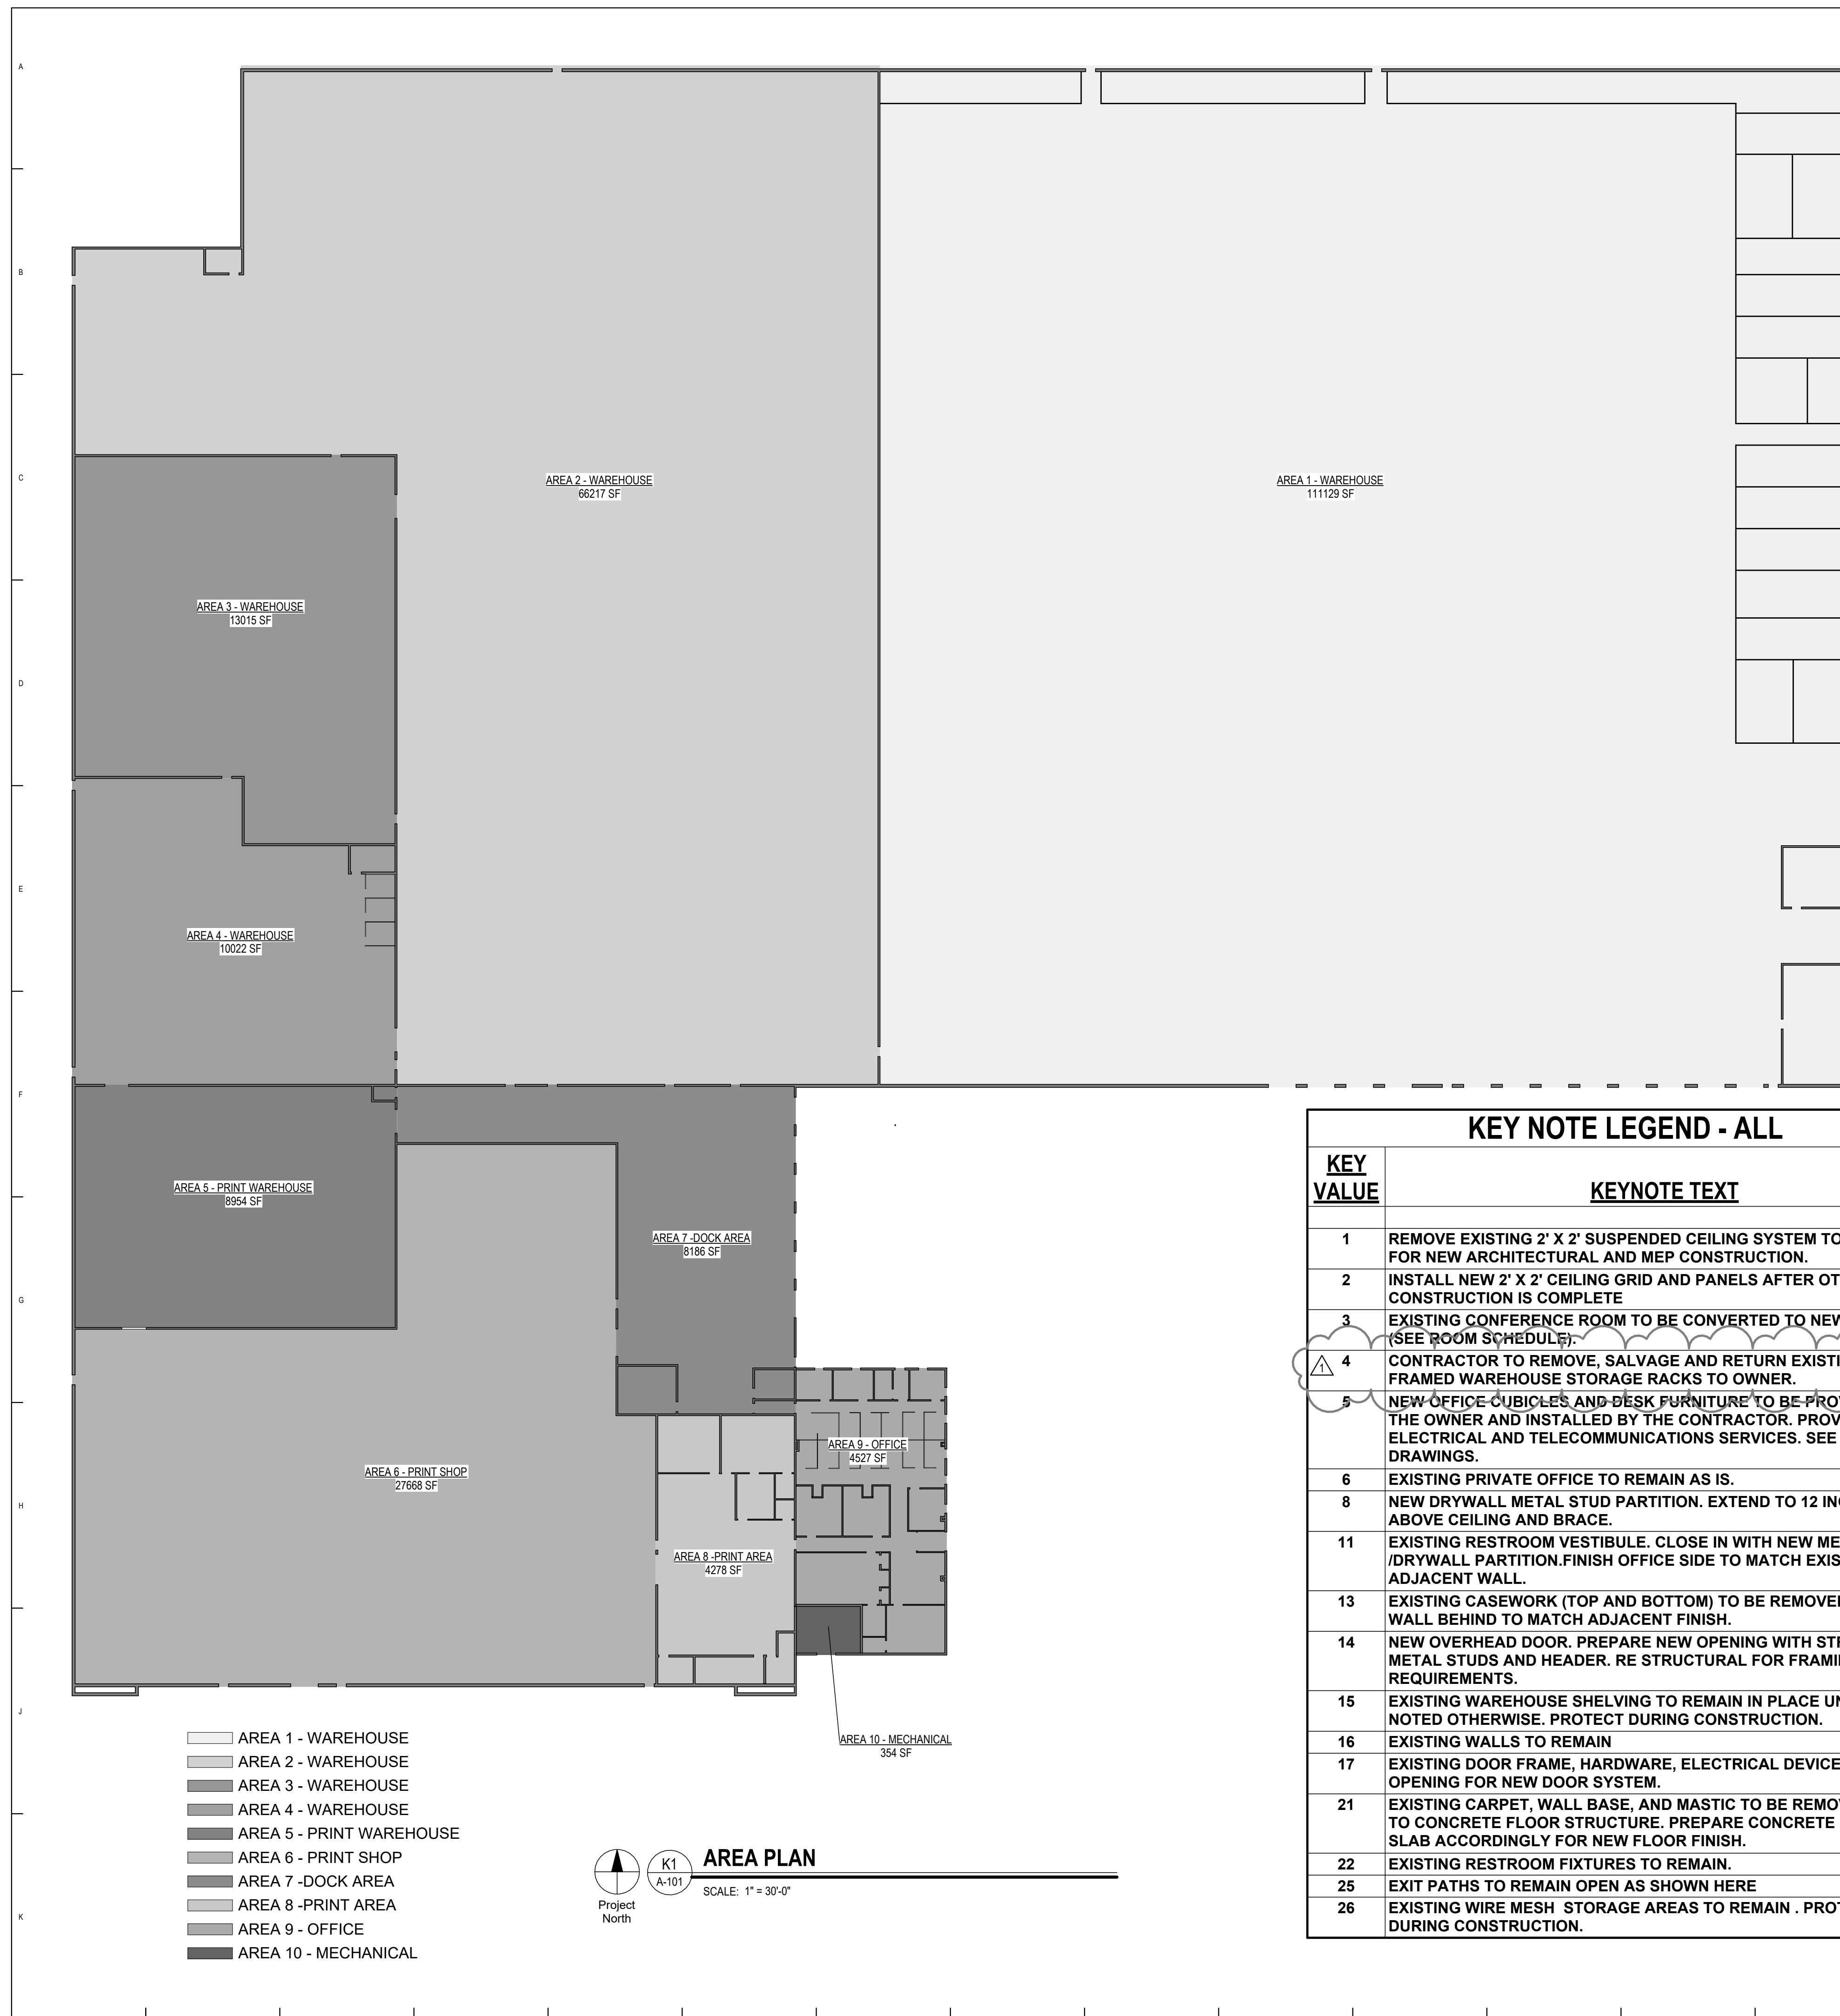 A
B
C
D
E
F
G
H
J
K
AREA 2 - WAREHOUSE
66217 SF
AREA 1 - WAREHOUSE
111129 SF
AREA 3 - WAREHOUSE
13015 SF
AREA 4 - WAREHOUSE
10022 SF
AREA 5 - PRINT WAREHOUSE
8954 SF
AREA 7 -DOCK AREA
8186 SF
AREA 9 - OFFICE
4527 SF
AREA 6 - PRINT SHOP
27668 SF
AREA 8 -PRINT AREA
4278 SF
AREA 10 - MECHANICAL
354 SF
AREA 1 - WAREHOUSE
AREA 2 - WAREHOUSE
AREA 3 - WAREHOUSE
AREA 4 - WAREHOUSE
AREA 5 - PRINT WAREHOUSE
AREA 6 - PRINT SHOP
AREA 7 -DOCK AREA
AREA 8 -PRINT AREA
AREA 9 - OFFICE
AREA 10 - MECHANICAL
Project
North
K1
A-101
AREA PLAN
SCALE: 1" = 30'-0"
KEY NOTE LEGEND - ALL
KEY
VALUE
KEYNOTE TEXT
1 REMOVE EXISTING 2' X 2' SUSPENDED CEILING SYSTEM TO
FOR NEW ARCHITECTURAL AND MEP CONSTRUCTION.
2 INSTALL NEW 2' X 2' CEILING GRID AND PANELS AFTER OT
CONSTRUCTION IS COMPLETE
3 EXISTING CONFERENCE ROOM TO BE CONVERTED TO NEW
(SEE ROOM SCHEDULE).
1 4 CONTRACTOR TO REMOVE, SALVAGE AND RETURN EXISTI
FRAMED WAREHOUSE STORAGE RACKS TO OWNER.
5 NEW OFFICE CUBICLES AND DESK FURNITURE TO BE PROV
THE OWNER AND INSTALLED BY THE CONTRACTOR. PROV
ELECTRICAL AND TELECOMMUNICATIONS SERVICES. SEE
DRAWINGS.
6 EXISTING PRIVATE OFFICE TO REMAIN AS IS.
8 NEW DRYWALL METAL STUD PARTITION. EXTEND TO 12 IN
ABOVE CEILING AND BRACE.
11 EXISTING RESTROOM VESTIBULE. CLOSE IN WITH NEW ME
/DRYWALL PARTITION.FINISH OFFICE SIDE TO MATCH EXIS
ADJACENT WALL.
13 EXISTING CASEWORK (TOP AND BOTTOM) TO BE REMOVE
WALL BEHIND TO MATCH ADJACENT FINISH.
14 NEW OVERHEAD DOOR. PREPARE NEW OPENING WITH ST
METAL STUDS AND HEADER. RE STRUCTURAL FOR FRAMI
REQUIREMENTS.
15 EXISTING WAREHOUSE SHELVING TO REMAIN IN PLACE UN
NOTED OTHERWISE. PROTECT DURING CONSTRUCTION.
16 EXISTING WALLS TO REMAIN
17 EXISTING DOOR FRAME, HARDWARE, ELECTRICAL DEVICE
OPENING FOR NEW DOOR SYSTEM.
21 EXISTING CARPET, WALL BASE, AND MASTIC TO BE REMOV
TO CONCRETE FLOOR STRUCTURE. PREPARE CONCRETE
SLAB ACCORDINGLY FOR NEW FLOOR FINISH.
22 EXISTING RESTROOM FIXTURES TO REMAIN.
25 EXIT PATHS TO REMAIN OPEN AS SHOWN HERE
26 EXISTING WIRE MESH STORAGE AREAS TO REMAIN . PROT
DURING CONSTRUCTION.